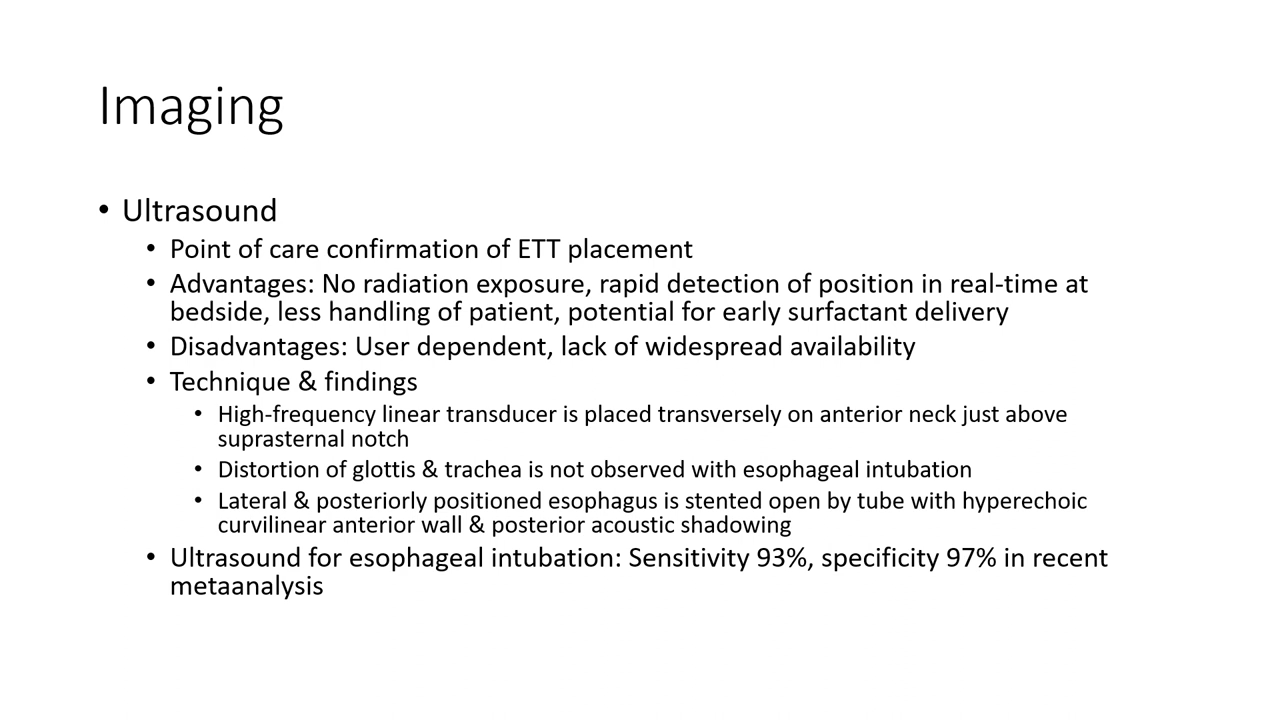 Imaging
• Ultrasound
• Point of care confirmation of ETT placement
• Advantages: No radiation exposure, rapid detection of position in real-time at
bedside, less handling of patient, potential for early surfactant delivery
• Disadvantages: User dependent, lack of widespread availability
• Technique & findings
• High-frequency linear transducer is placed transversely on anterior neck just above
suprasternal notch
• Distortion of glottis & trachea is not observed with esophageal intubation
• Lateral & posteriorly positioned esophagus is stented open by tube with hyperechoic
curvilinear anterior wall & posterior acoustic shadowing
• Ultrasound for esophageal intubation: Sensitivity 93%, specificity 97% in recent
metaanalysis